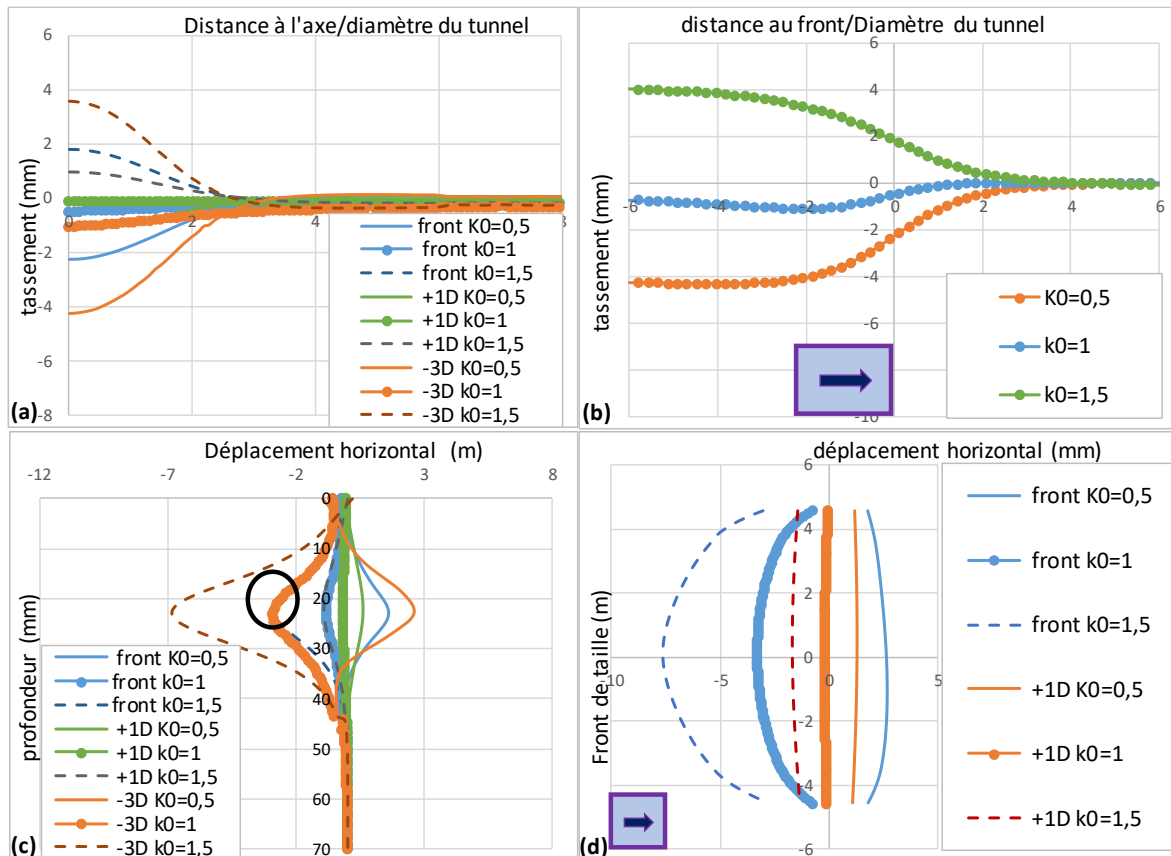 Distance à l'axe/diamètre du tunnel
6
4
2
0
-2
-4
-6
-8
0
4
8
tassement (mm)
front K0=0,5
front k0=1
front k0=1,5
+1D K0=0,5
+1D k0=1
+1D k0=1,5
-3D K0=0,5
-3D k0=1
-3D k0=1,5
(a)
distance au front/Diamètre du tunnel
6
4
2
0
-2
-4
-8
-10
-6
-4
-2
0
2
4
6
tassement (mm)
K0=0,5
k0=1
k0=1,5
(b)
Déplacement horizontal (m)
-12
-7
-2
3
8
0
10
20
30
40
50
60
70
profondeur (mm)
front K0=0,5
front k0=1
front k0=1,5
+1D K0=0,5
+1D k0=1
+1D k0=1,5
-3D K0=0,5
-3D k0=1
-3D k0=1,5
(c)
déplacement horizontal (mm)
6
4
2
0
-2
-4
-6
-10
-5
0
5
Front de taille (m)
front K0=0,5
front k0=1
front k0=1,5
+1D K0=0,5
+1D k0=1
+1D k0=1,5
(d)